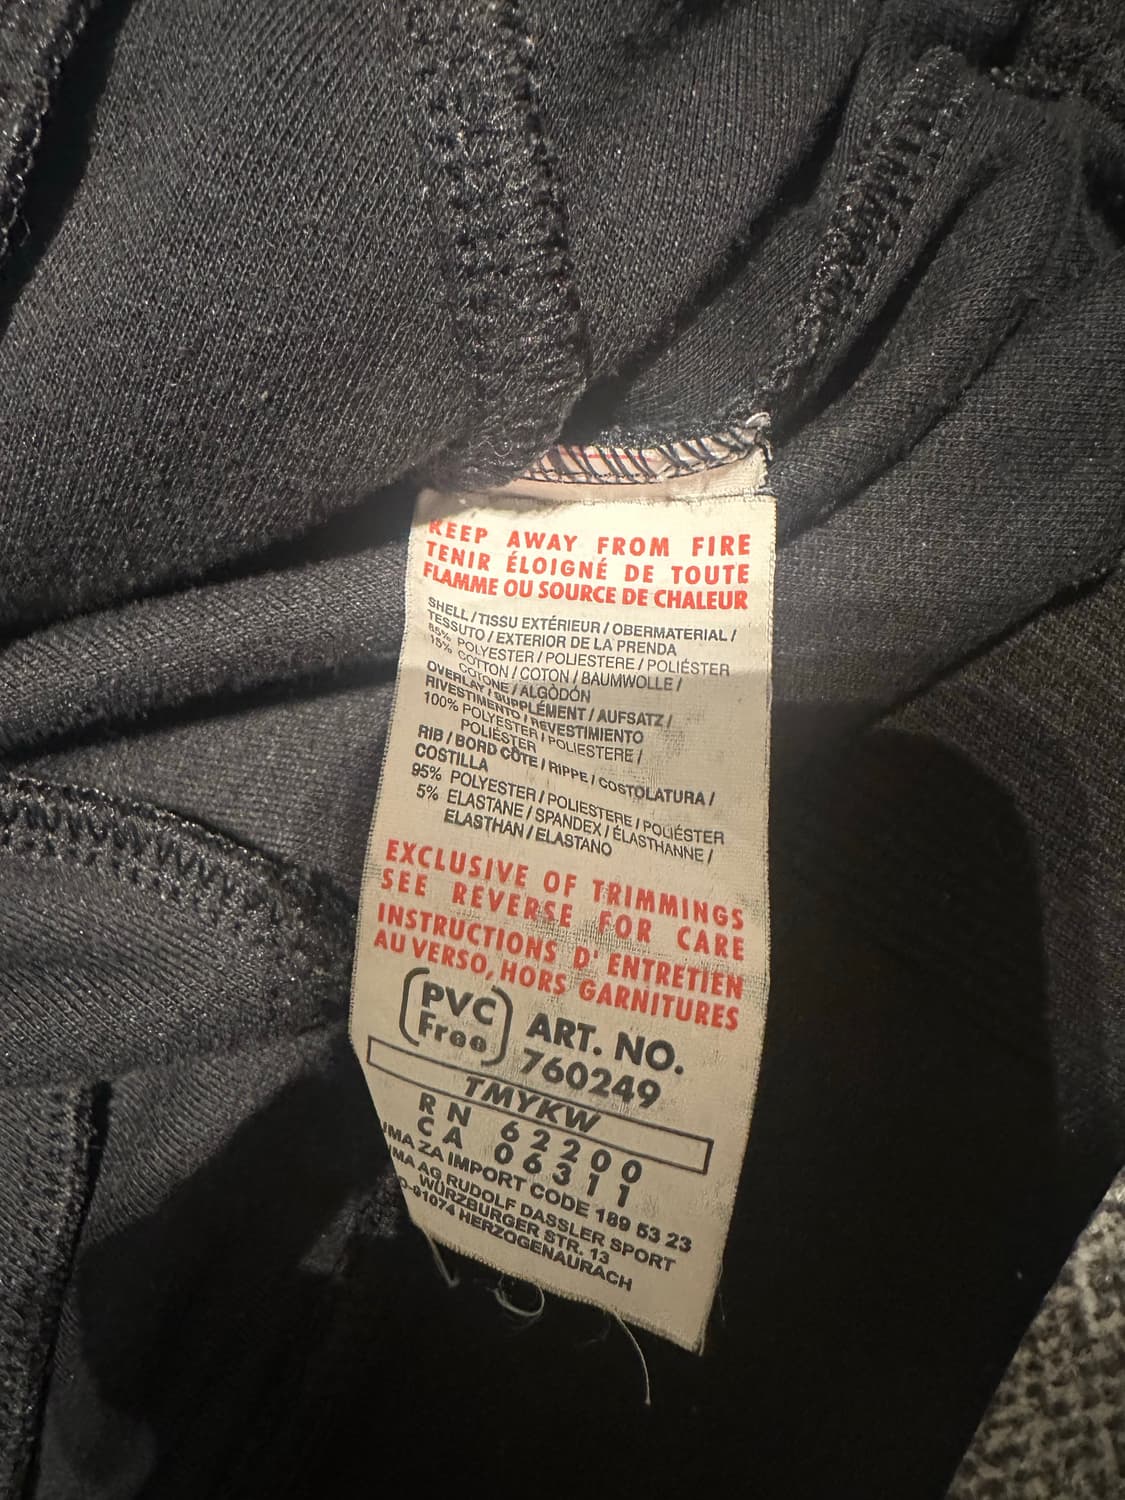 KEEP AWAY FROM FIRE
TENIR ÉLOIGNÉ DE TOUTE
FLAMME OU SOURCE DE CHALEUR
SHELL / TISSU EXTÉRIEUR / OBERMATERIAL /
TESSUTO / EXTERIOR DE LA PRENDA
85% POLYESTER / POLIESTERE / POLIÉSTER
15% COTTON / COTON / BAUMWOLLE /
COTONE / ALGÒDÓN
OVERLAY / SUPPLÉMENT / AUFSATZ /
RIVESTIMENTO / REVESTIMIENTO
100% POLYESTER / POLIESTERE /
POLIÉSTER
RIB / BORD CÔTE / RIPPE / COSTOLATURA /
COSTILLA
95% POLYESTER / POLIESTERE / POLIÉSTER
5% ELASTANE / SPANDEX / ÉLASTHANNE /
ELASTHAN / ELASTANO
EXCLUSIVE OF TRIMMINGS
SEE REVERSE FOR CARE
INSTRUCTIONS D' ENTRETIEN
AU VERSO, HORS GARNITURES
PVC
Free
ART. NO.
760249
TMYKW
RN 62200
CA 06311
UMA ZA IMPORT CODE 189 53 23
UMA AG RUDOLF DASSLER SPORT
WÜRZBURGER STR. 13
D-91074 HERZOGENAURACH